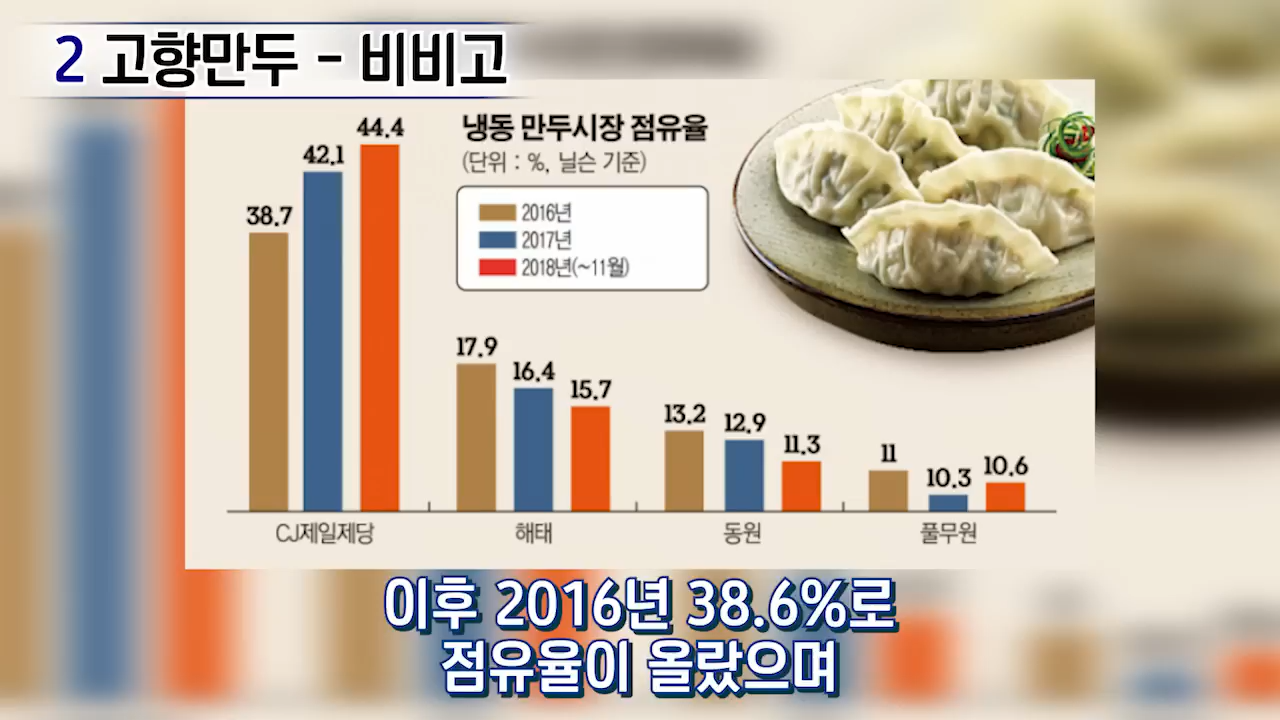 2 고향만두 - 비비고
냉동 만두시장 점유율
(단위 : %, 닐슨 기준)
2016년
2017년
2018년(~11월)
38.7
42.1
44.4
17.9
16.4
15.7
13.2
12.9
11.3
11
10.3
10.6
CJ제일제당
해태
동원
풀무원
이후 2016년 38.6%로
점유율이 올랐으며